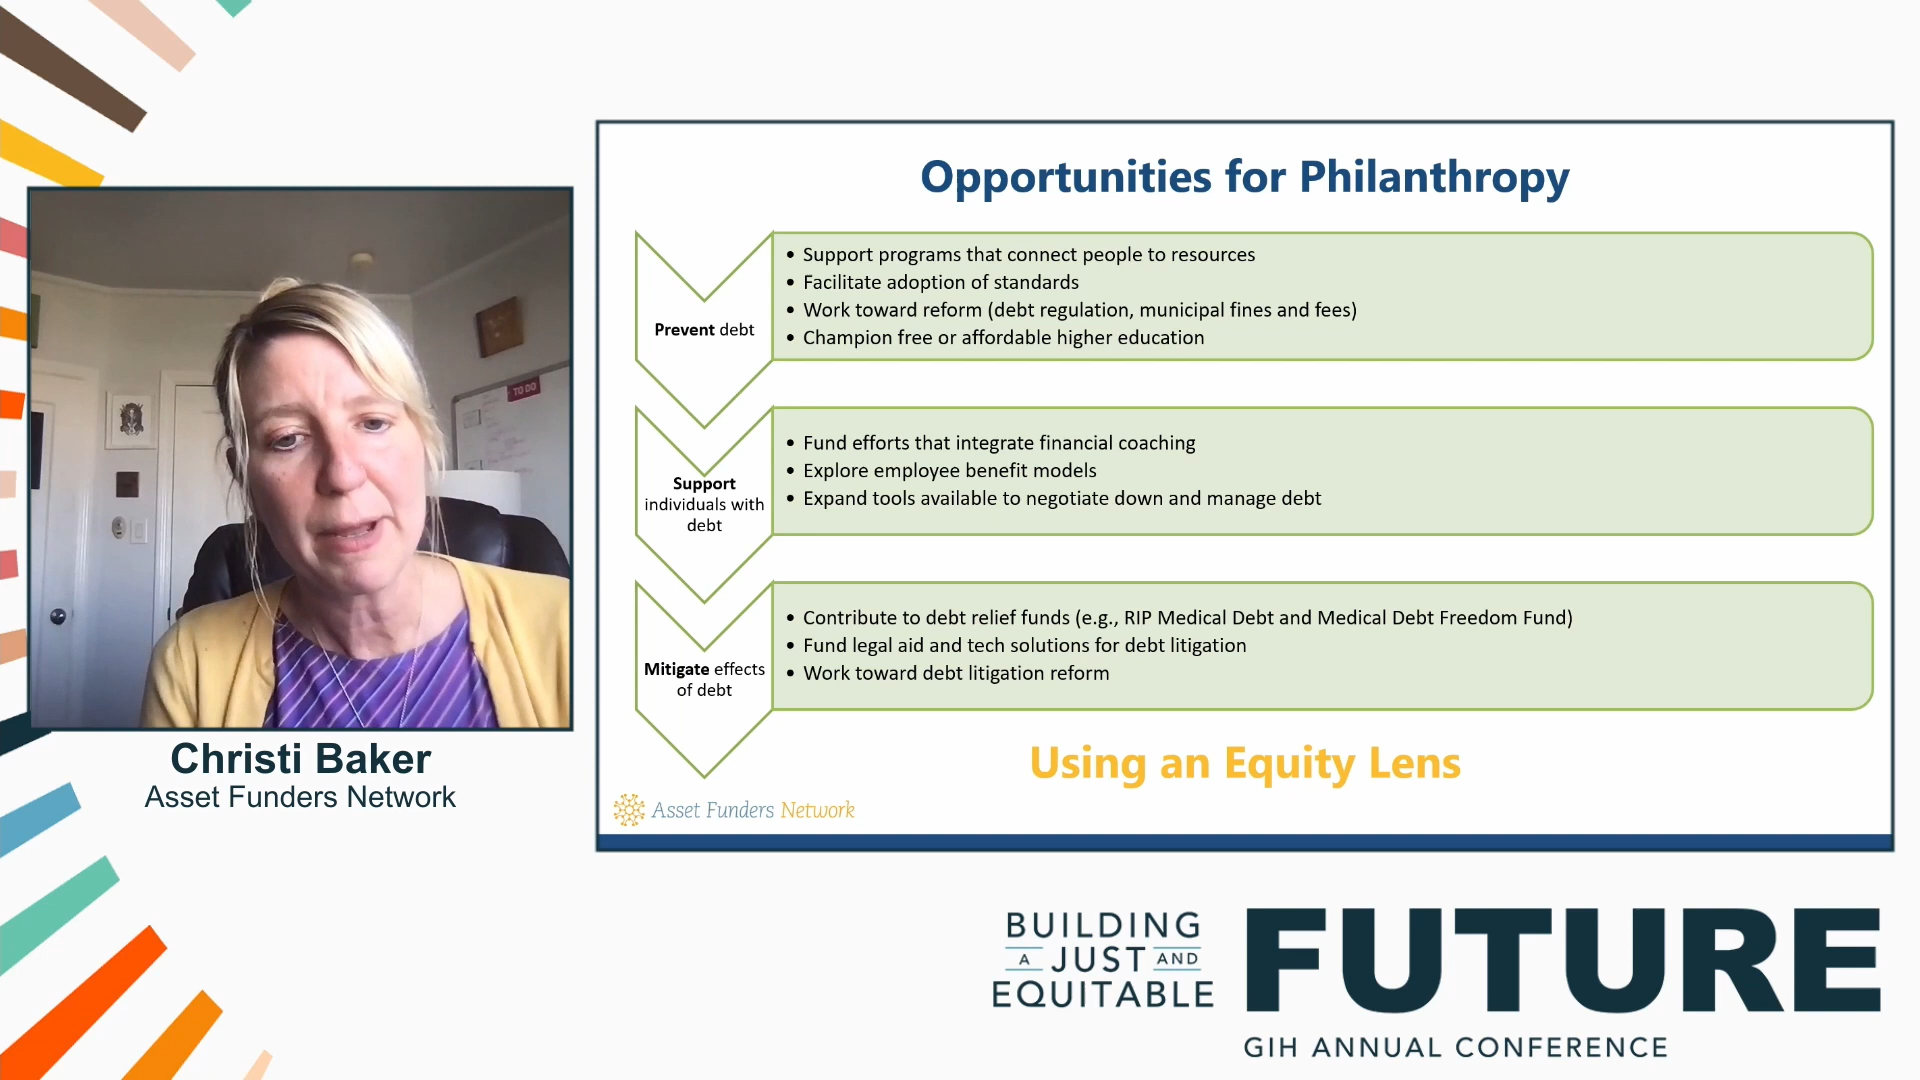 TO DO
Christi Baker
Asset Funders Network
Opportunities for Philanthropy
Prevent debt
• Support programs that connect people to resources
• Facilitate adoption of standards
• Work toward reform (debt regulation, municipal fines and fees)
• Champion free or affordable higher education
Support
individuals with
debt
• Fund efforts that integrate financial coaching
• Explore employee benefit models
• Expand tools available to negotiate down and manage debt
Mitigate effects
of debt
• Contribute to debt relief funds (e.g., RIP Medical Debt and Medical Debt Freedom Fund)
• Fund legal aid and tech solutions for debt litigation
• Work toward debt litigation reform
Using an Equity Lens
Asset Funders Network
BUILDING
A JUST AND
EQUITABLE
FUTURE
GIH ANNUAL CONFERENCE